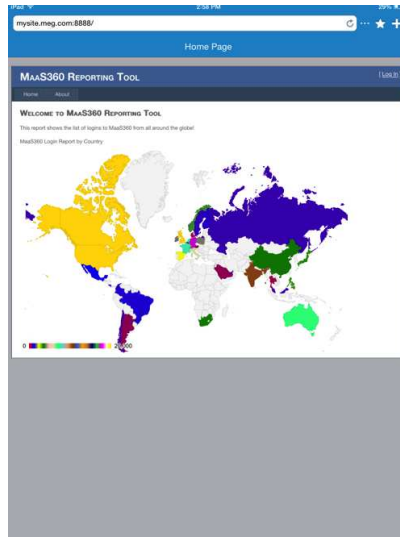 iPad
2:58 PM
29%
mysite.meg.com:8888/
Home Page
MaaS360 Reporting Tool
| Log In
Home About
Welcome to MaaS360 Reporting Tool
This report shows the list of logins to MaaS360 from all around the globe!
MaaS360 Login Report by Country
0